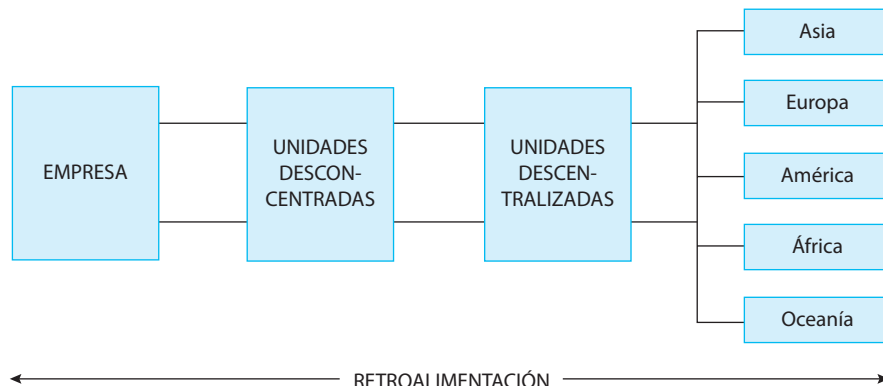 EMPRESA
UNIDADES
DESCON-
CENTRADAS
UNIDADES
DESCEN-
TRALIZADAS
Asia
Europa
América
África
Oceanía
RETROALIMENTACIÓN